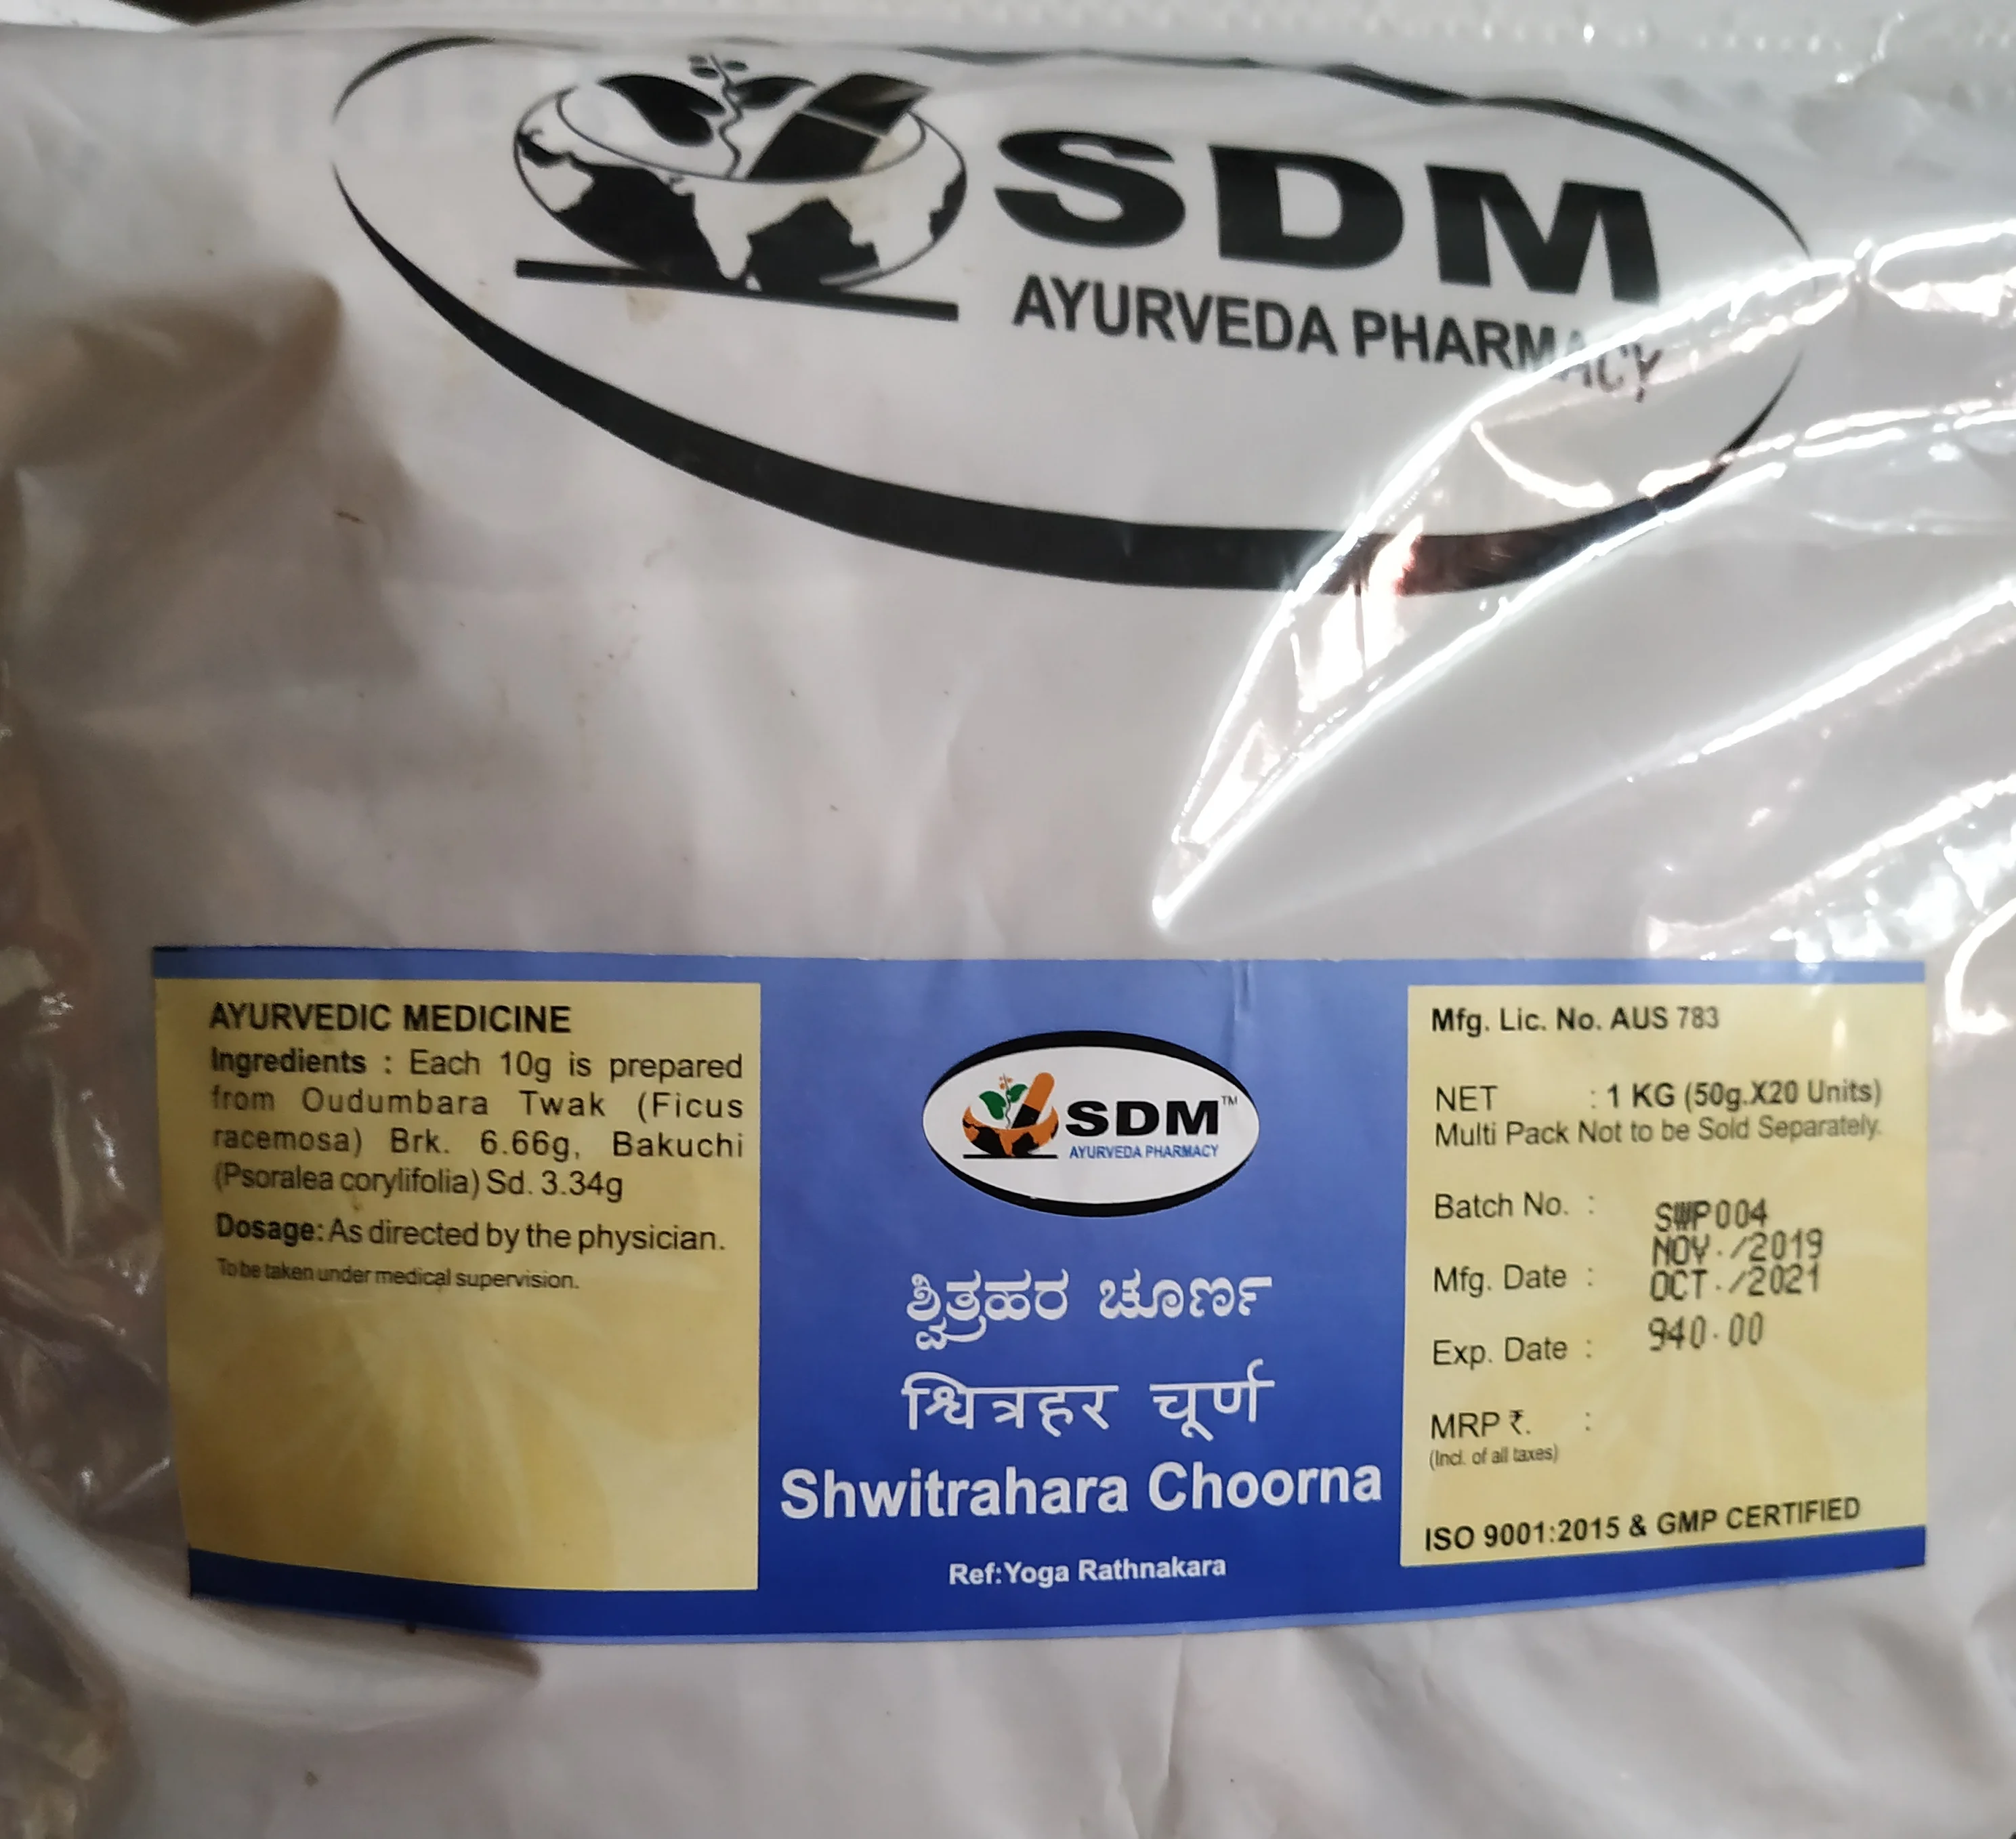 SDM
AYURVEDA PHARMACY
AYURVEDIC MEDICINE
Ingredients : Each 10g is prepared
from Oudumbara Twak (Ficus
racemosa) Brk. 6.66g, Bakuchi
(Psoralea corylifolia) Sd. 3.34g
Dosage: As directed by the physician.
To be taken under medical supervision.
SDM™
AYURVEDA PHARMACY
ಶ್ವಿತ್ರಹರ ಚೂರ್ಣ
श्वित्रहर चूर्ण
Shwitrahara Choorna
Ref:Yoga Rathnakara
Mfg. Lic. No. AUS 783
NET : 1 KG (50g.X20 Units)
Multi Pack Not to be Sold Separately.
Batch No. : SWP004
NOV./2019
Mfg. Date : OCT./2021
Exp. Date : 940.00
MRP ₹. :
(Incl. of all taxes)
ISO 9001:2015 & GMP CERTIFIED